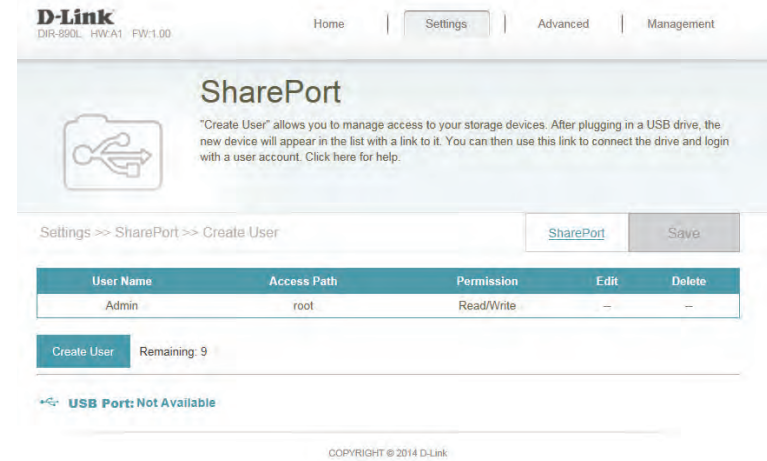 D-Link
DIR-890L HW:A1 FW:1.00
Home
Settings
Advanced
Management
SharePort
"Create User" allows you to manage access to your storage devices. After plugging in a USB drive, the
new device will appear in the list with a link to it. You can then use this link to connect the drive and login
with a user account. Click here for help.
Settings >> SharePort >> Create User
SharePort
Save
User Name Access Path Permission Edit Delete
Admin root Read/Write -- --
Create User
Remaining: 9
USB Port: Not Available
COPYRIGHT © 2014 D-Link